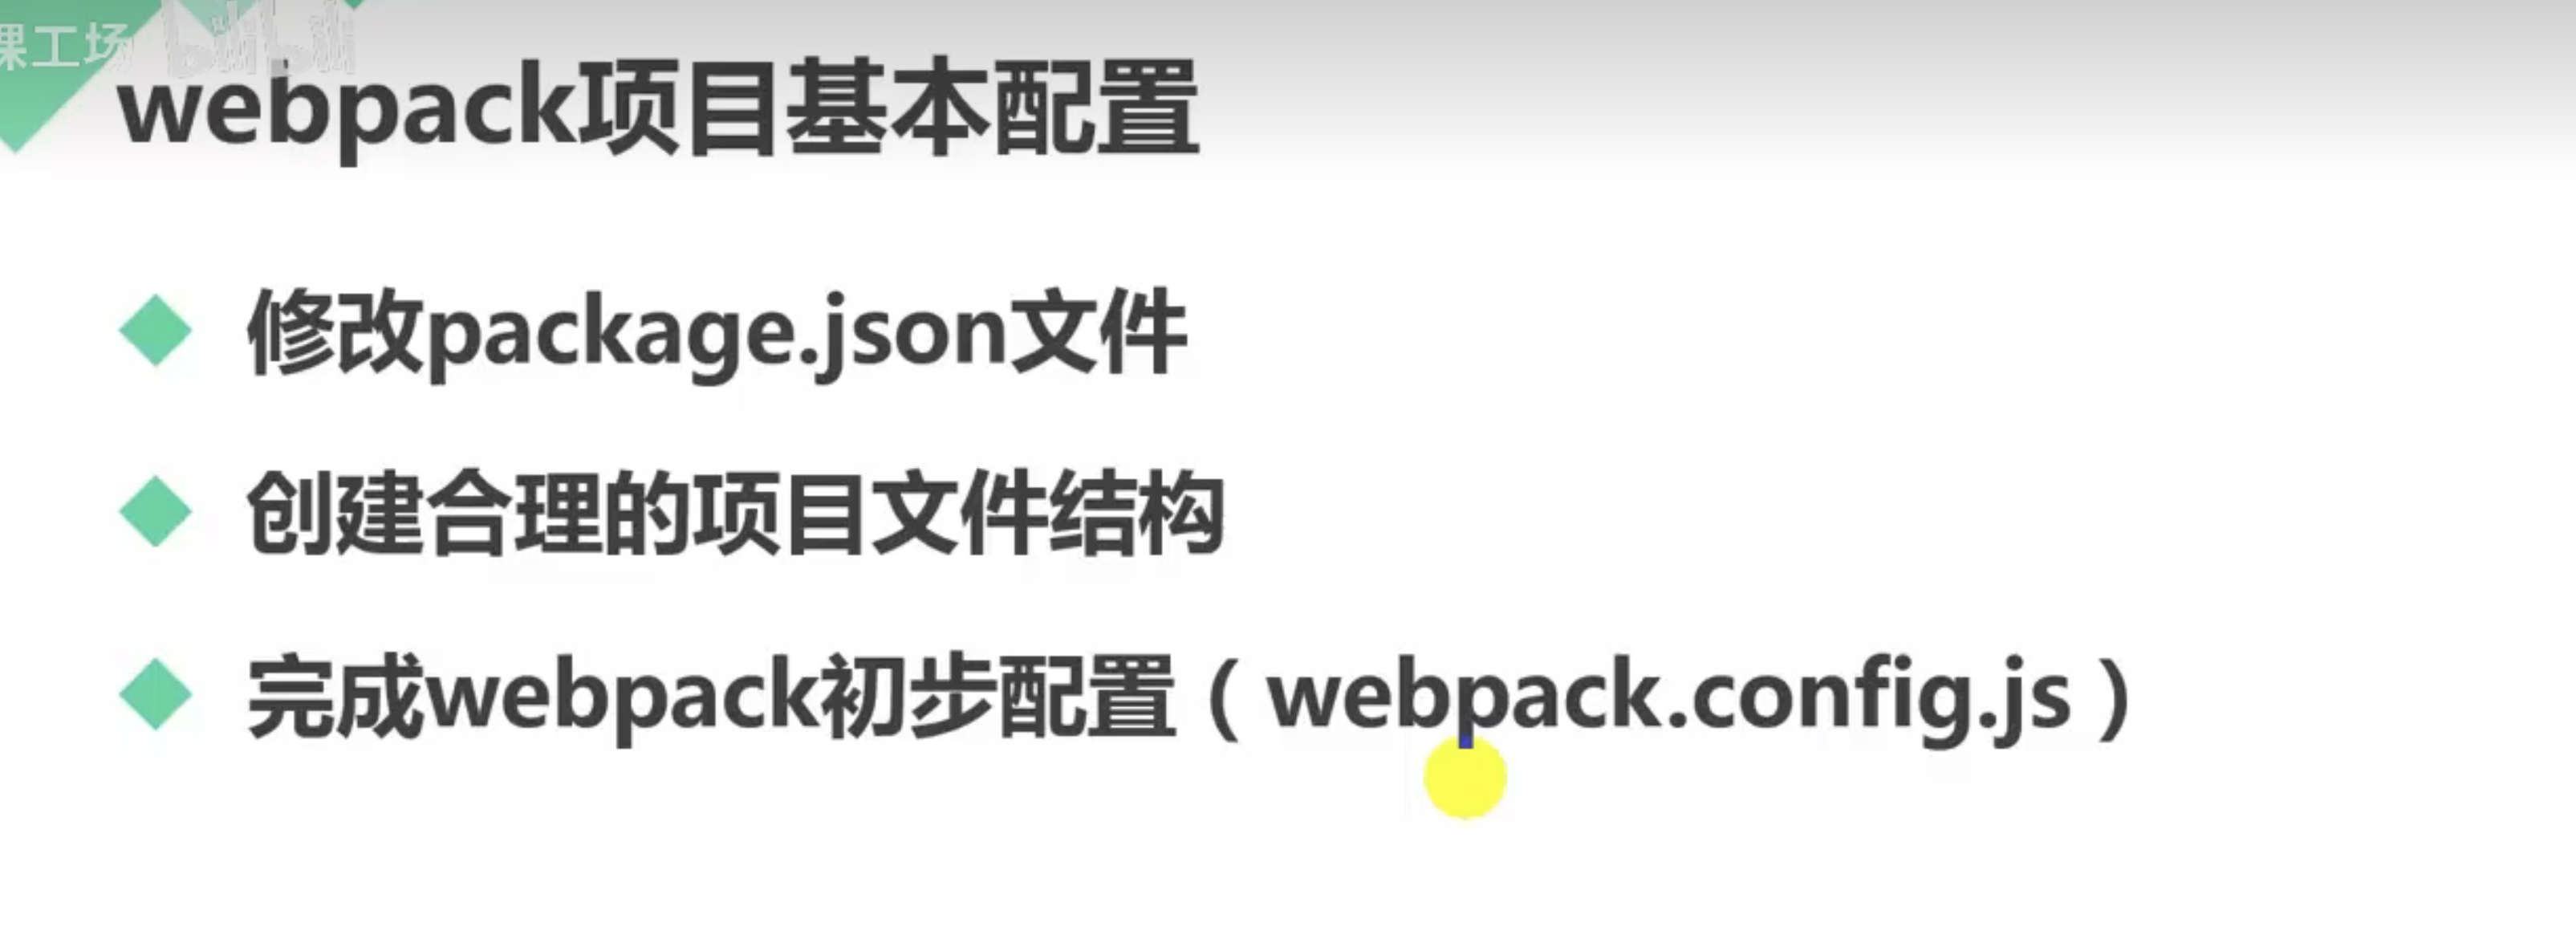 课工场 bilibili
webpack项目基本配置
修改package.json文件
创建合理的项目文件结构
完成webpack初步配置（webpack.config.js）